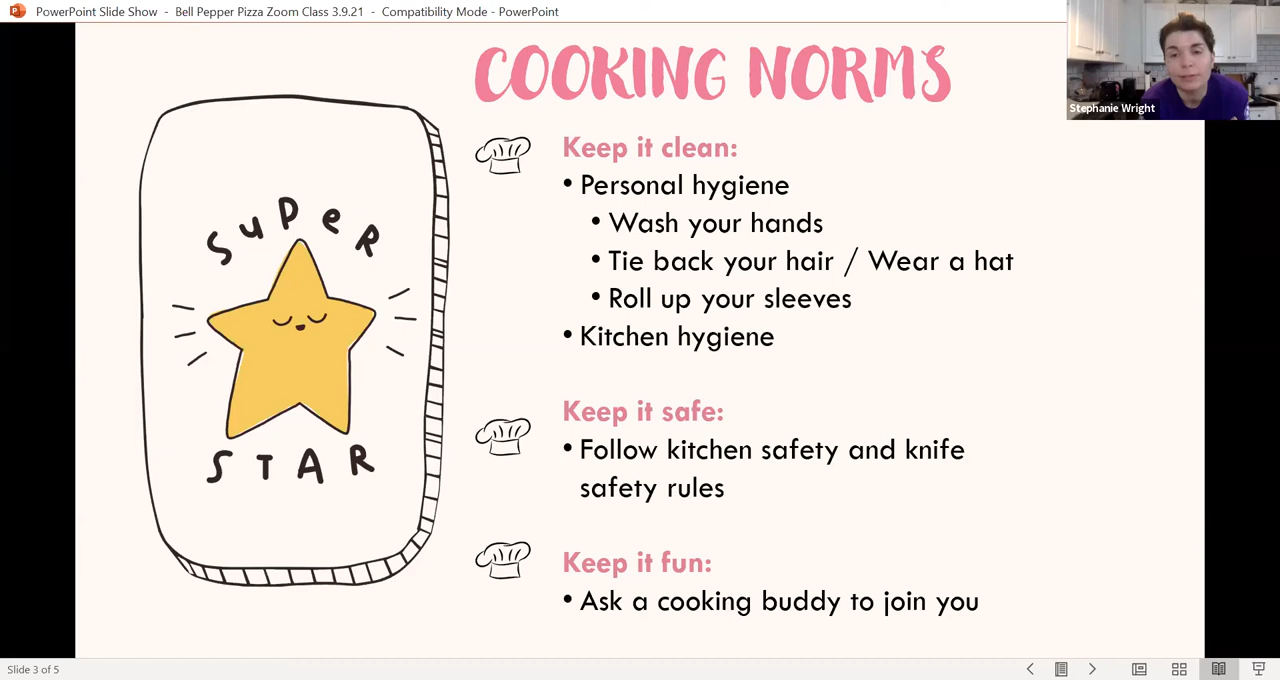 PowerPoint Slide Show - Bell Pepper Pizza Zoom Class 3.9.21 - Compatibility Mode - PowerPoint
COOKING NORMS
Stephanie Wright
SuPeR
STAR
Keep it clean:
• Personal hygiene
• Wash your hands
• Tie back your hair / Wear a hat
• Roll up your sleeves
• Kitchen hygiene
Keep it safe:
• Follow kitchen safety and knife
safety rules
Keep it fun:
• Ask a cooking buddy to join you
Slide 3 of 5